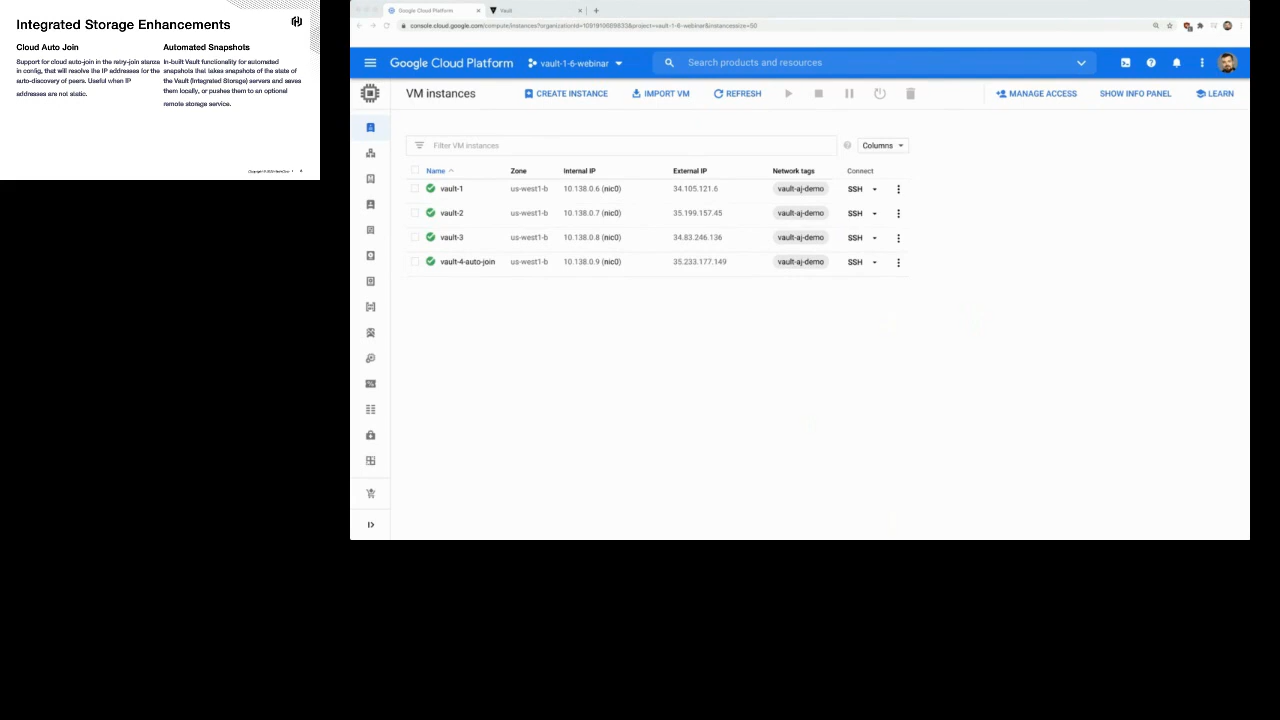 Integrated Storage Enhancements
Cloud Auto Join
Support for cloud auto-join in the retry-join stanza
in config, that will resolve the IP addresses for the
auto-discovery of peers. Useful when IP
addresses are not static.
Automated Snapshots
In-built Vault functionality for automated
snapshots that takes snapshots of the state of
the Vault (Integrated Storage) servers and saves
them locally, or pushes them to an optional
remote storage service.
Google Cloud Platform
Vault
Google Cloud Platform
vault-1-6-webinar
Search products and resources
VM instances
CREATE INSTANCE
IMPORT VM
REFRESH
MANAGE ACCESS
SHOW INFO PANEL
LEARN
Filter VM instances
Columns
Name Zone Internal IP External IP Network tags Connect
vault-1 us-west1-b 10.138.0.6 (nic0) 34.105.121.6 vault-aj-demo SSH
vault-2 us-west1-b 10.138.0.7 (nic0) 35.199.157.45 vault-aj-demo SSH
vault-3 us-west1-b 10.138.0.8 (nic0) 34.83.246.136 vault-aj-demo SSH
vault-4-auto-join us-west1-b 10.138.0.9 (nic0) 35.233.177.149 vault-aj-demo SSH